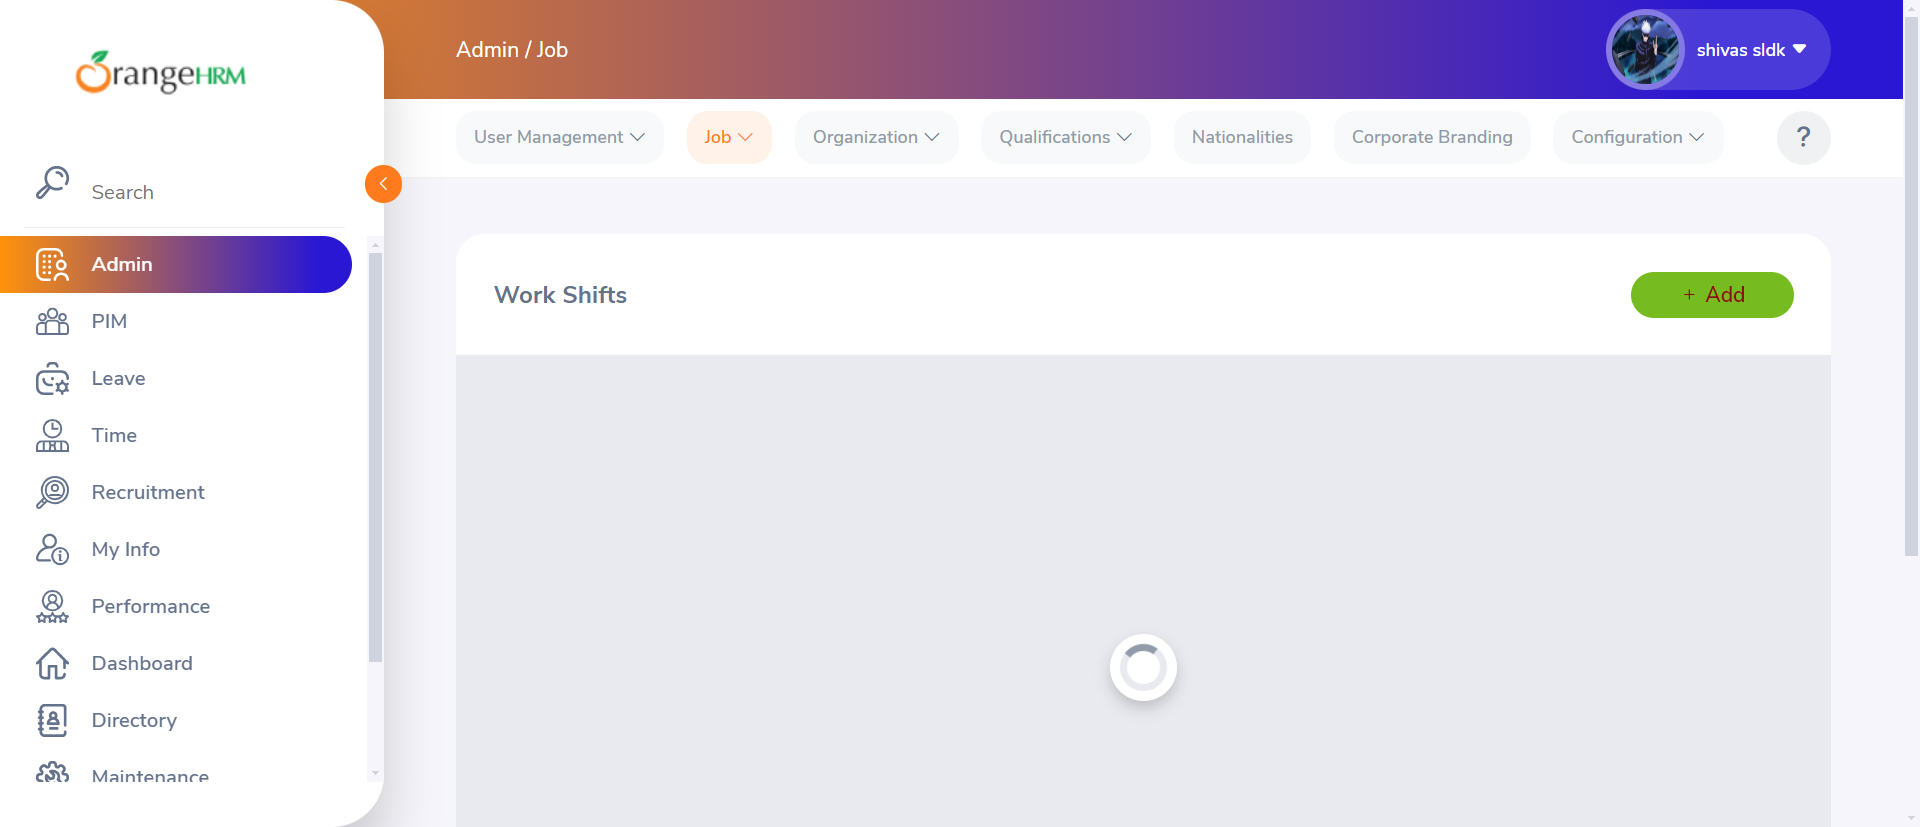 OrangeHRM
Admin / Job
shivas sldk
User Management
Job
Organization
Qualifications
Nationalities
Corporate Branding
Configuration
?
Search
Admin
PIM
Leave
Time
Recruitment
My Info
Performance
Dashboard
Directory
Maintenance
Work Shifts
+ Add